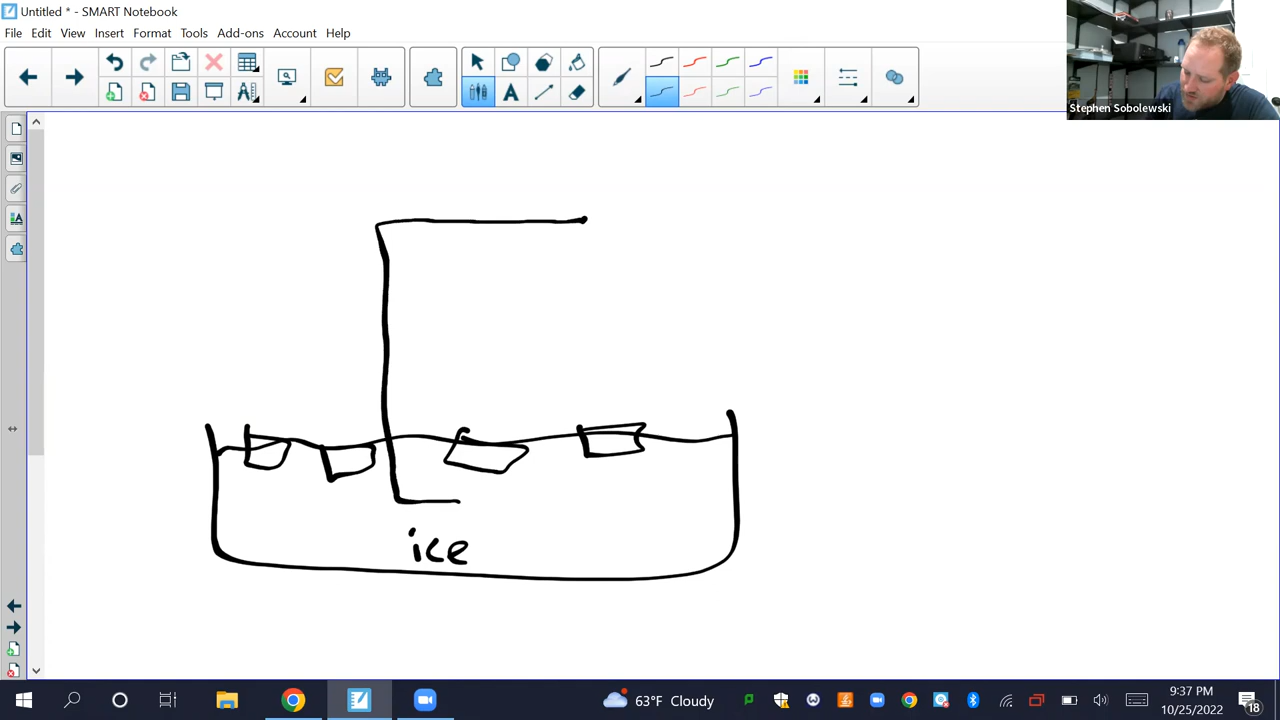 Untitled * - SMART Notebook
File Edit View Insert Format Tools Add-ons Account Help
A
Stephen Sobolewski
ice
63°F Cloudy
9:37 PM
10/25/2022
18